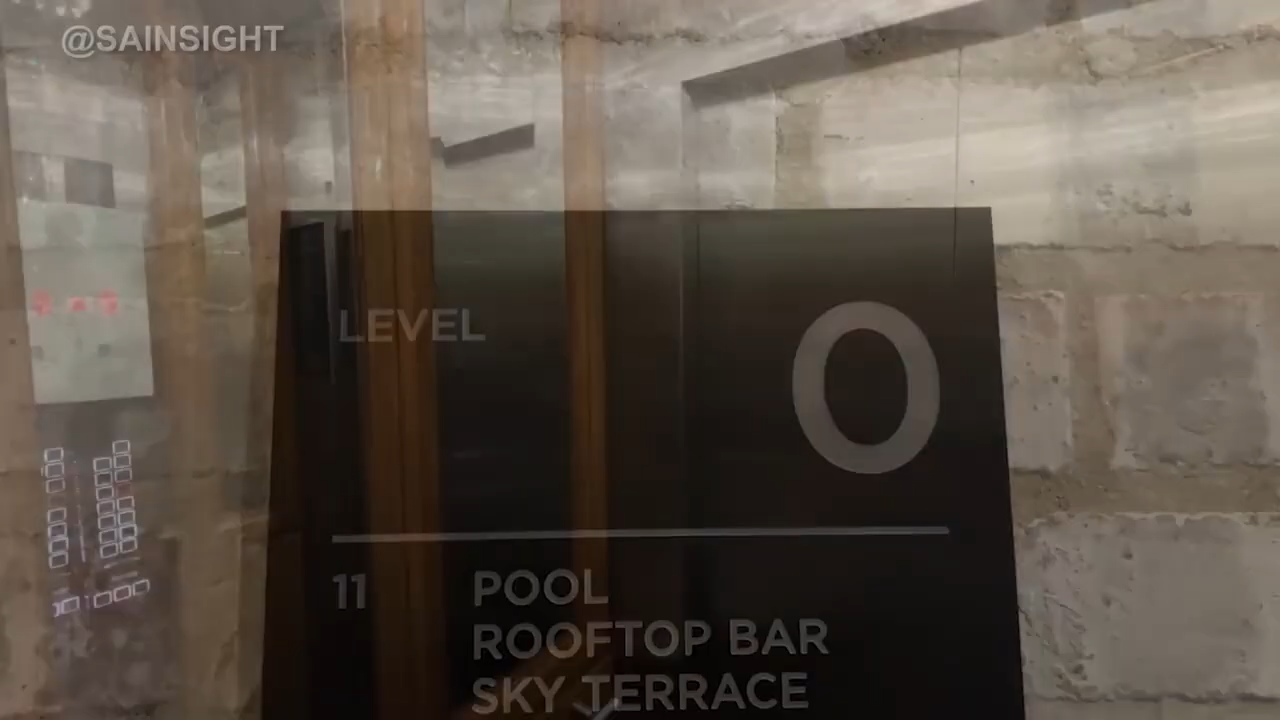 @SAINSIGHT
LEVEL 0
11 POOL
ROOFTOP BAR
SKY TERRACE